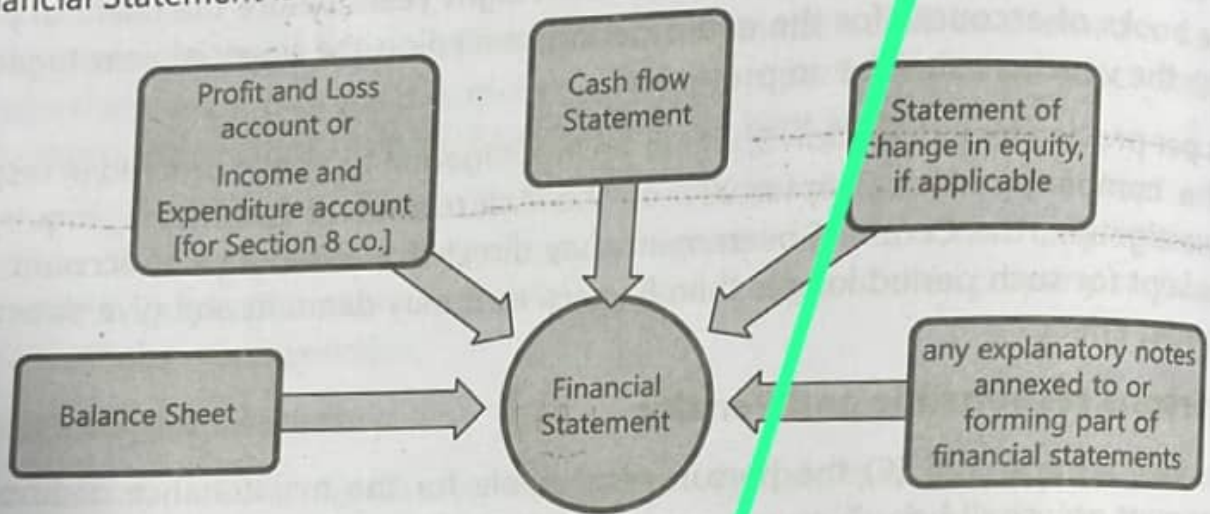 Financial Statement
Profit and Loss
account or
Income and
Expenditure account
[for Section 8 co.]
Cash flow
Statement
Statement of
change in equity,
if applicable
Balance Sheet
Financial
Statement
any explanatory notes
annexed to or
forming part of
financial statements